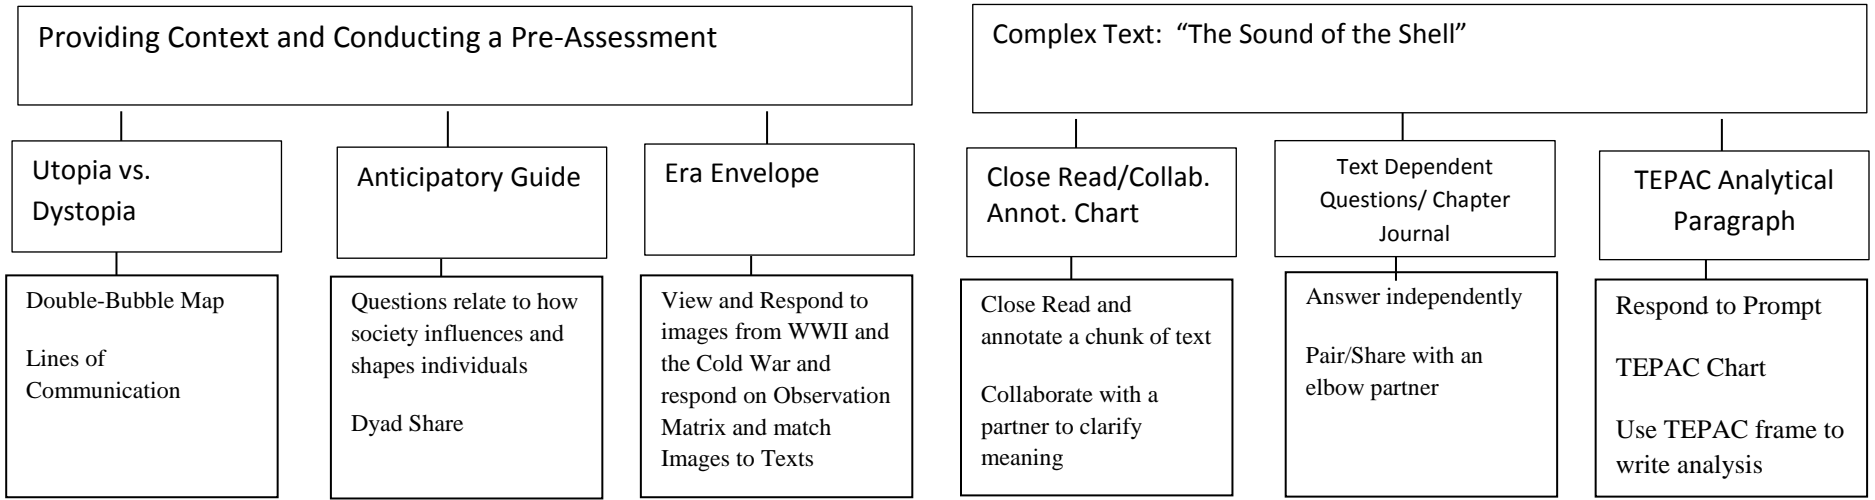 Providing Context and Conducting a Pre-Assessment
Utopia vs.
Dystopia
Double-Bubble Map
Lines of
Communication
Anticipatory Guide
Questions relate to how
society influences and
shapes individuals
Dyad Share
Era Envelope
View and Respond to
images from WWII and
the Cold War and
respond on Observation
Matrix and match
Images to Texts
Complex Text:  “The Sound of the Shell”
Close Read/Collab.
Annot. Chart
Close Read and
annotate a chunk of text
Collaborate with a
partner to clarify
meaning
Text Dependent
Questions/ Chapter
Journal
Answer independently
Pair/Share with an
elbow partner
TEPAC Analytical
Paragraph
Respond to Prompt
TEPAC Chart
Use TEPAC frame to
write analysis